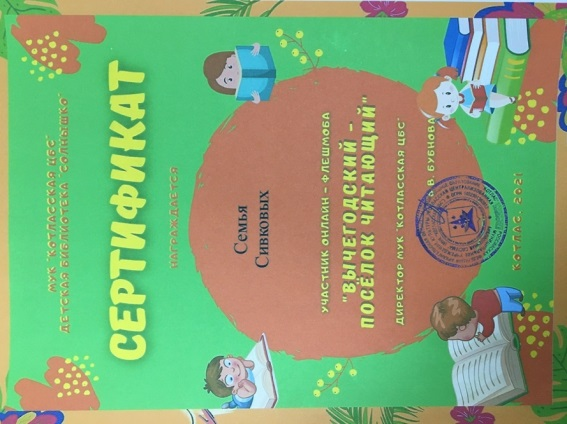 МУК "КОТЛАССКАЯ ЦБС"
ДЕТСКАЯ БИБЛИОТЕКА "СОЛНЫШКО"
СЕРТИФИКАТ
НАГРАЖДАЕТСЯ
Семья
Сивковых
УЧАСТНИК ОНЛАЙН - ФЛЕШМОБА
"ВЫЧЕГОДСКИЙ -
ПОСЁЛОК ЧИТАЮЩИЙ"
ДИРЕКТОР МУК "КОТЛАССКАЯ ЦБС"
В. БУБНОВА
КОТЛАС, 2021